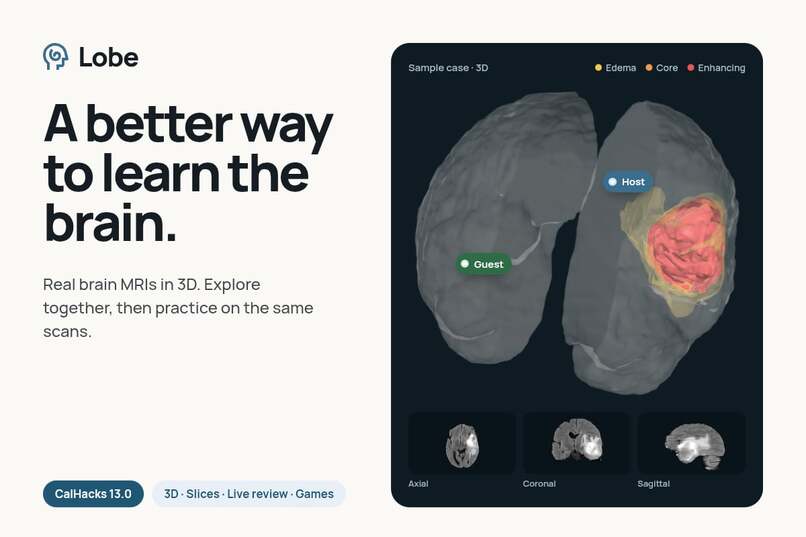 Lobe
A better way
to learn the
brain.
Real brain MRIs in 3D. Explore
together, then practice on the same
scans.
CalHacks 13.0
3D · Slices · Live review · Games
Sample case · 3D
Edema
Core
Enhancing
Host
Guest
Axial
Coronal
Sagittal